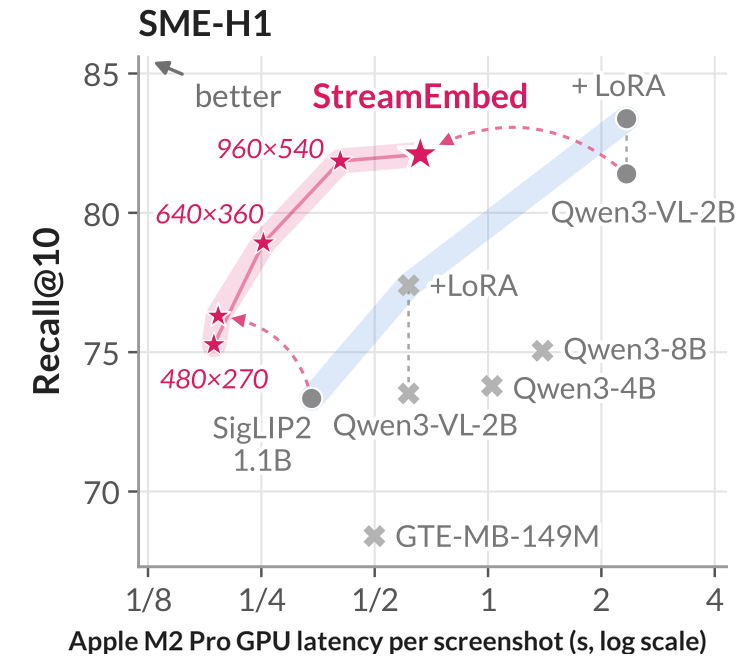 SME-H1
85
better
StreamEmbed
+ LoRA
960×540
640×360
80
Qwen3-VL-2B
Recall@10
+LoRA
75
Qwen3-8B
480×270
Qwen3-4B
SigLIP2
1.1B
Qwen3-VL-2B
70
GTE-MB-149M
1/8
1/4
1/2
1
2
4
Apple M2 Pro GPU latency per screenshot (s, log scale)